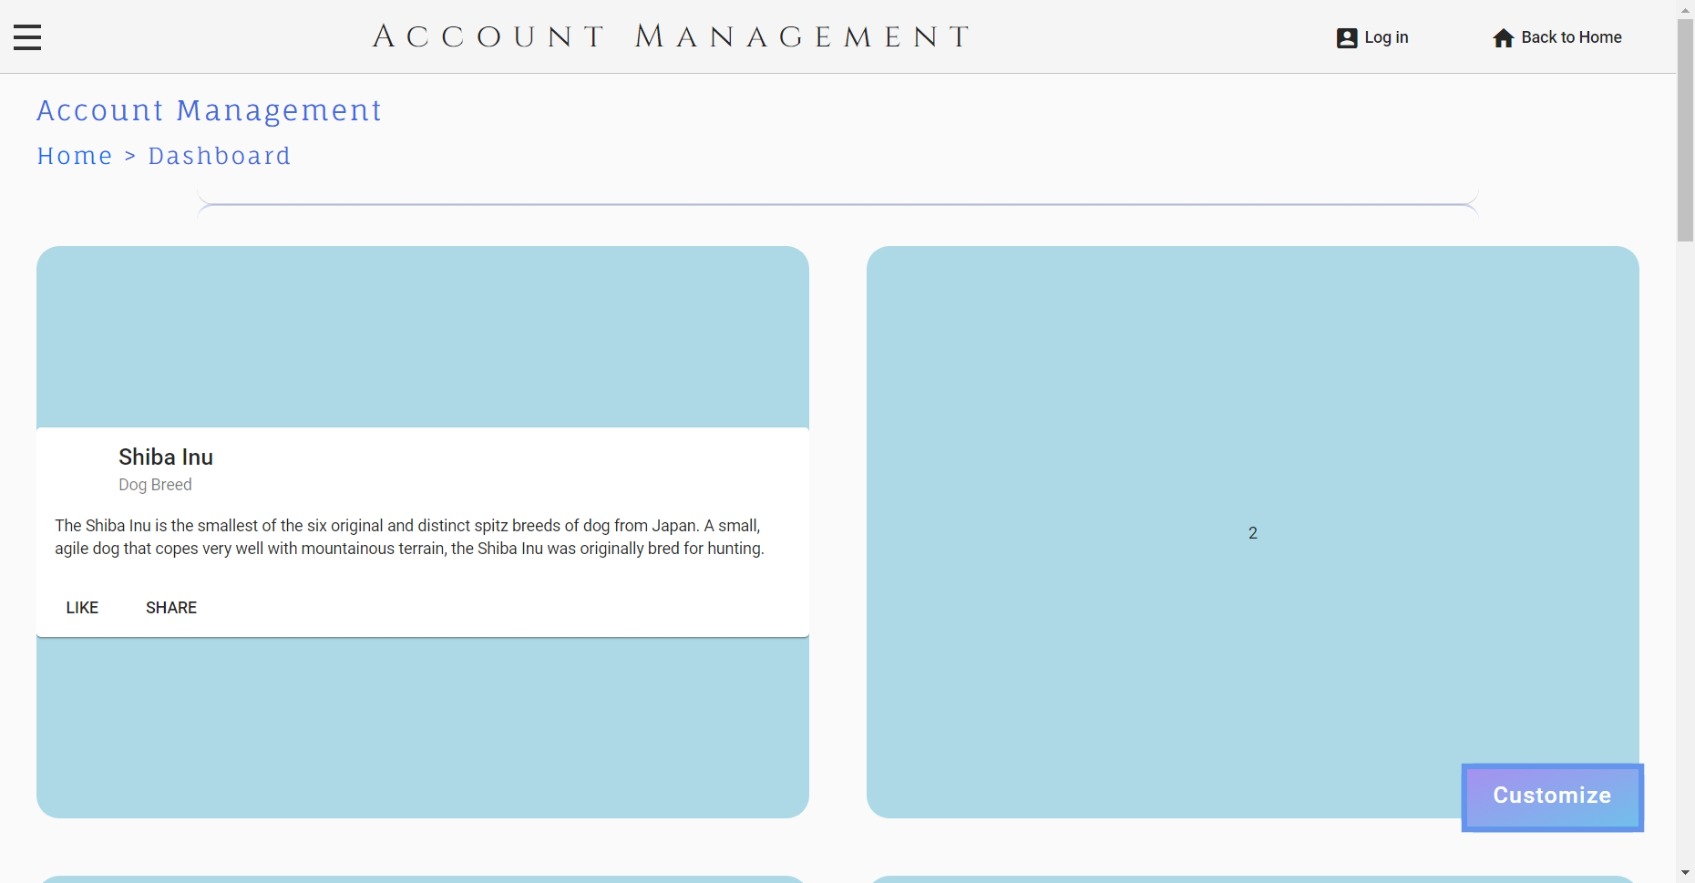 Account Management
Log in
Back to Home
Account Management
Home > Dashboard
Shiba Inu
Dog Breed
The Shiba Inu is the smallest of the six original and distinct spitz breeds of dog from Japan. A small,
agile dog that copes very well with mountainous terrain, the Shiba Inu was originally bred for hunting.
LIKE
SHARE
2
Customize